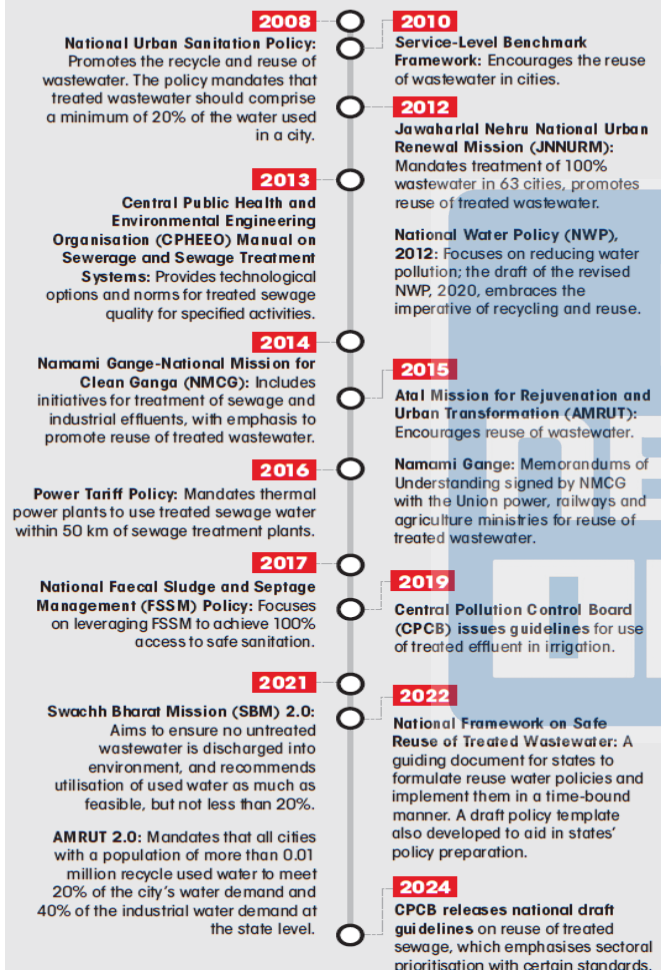 2008
National Urban Sanitation Policy:
Promotes the recycle and reuse of
wastewater. The policy mandates that
treated wastewater should comprise
a minimum of 20% of the water used
in a city.
2010
Service-Level Benchmark
Framework: Encourages the reuse
of wastewater in cities.
2012
Jawaharlal Nehru National Urban
Renewal Mission (JNNURM):
Mandates treatment of 100%
wastewater in 63 cities, promotes
reuse of treated wastewater.
National Water Policy (NWP),
2012: Focuses on reducing water
pollution; the draft of the revised
NWP, 2020, embraces the
imperative of recycling and reuse.
2013
Central Public Health and
Environmental Engineering
Organisation (CPHEEO) Manual on
Sewerage and Sewage Treatment
Systems: Provides technological
options and norms for treated sewage
quality for specified activities.
2014
Namami Gange-National Mission for
Clean Ganga (NMCG): Includes
initiatives for treatment of sewage and
industrial effluents, with emphasis to
promote reuse of treated wastewater.
2015
Atal Mission for Rejuvenation and
Urban Transformation (AMRUT):
Encourages reuse of wastewater.
Namami Gange: Memorandums of
Understanding signed by NMCG
with the Union power, railways and
agriculture ministries for reuse of
treated wastewater.
2016
Power Tariff Policy: Mandates thermal
power plants to use treated sewage water
within 50 km of sewage treatment plants.
2017
National Faecal Sludge and Septage
Management (FSSM) Policy: Focuses
on leveraging FSSM to achieve 100%
access to safe sanitation.
2019
Central Pollution Control Board
(CPCB) issues guidelines for use
of treated effluent in irrigation.
2021
Swachh Bharat Mission (SBM) 2.0:
Aims to ensure no untreated
wastewater is discharged into
environment, and recommends
utilisation of used water as much as
feasible, but not less than 20%.
AMRUT 2.0: Mandates that all cities
with a population of more than 0.01
million recycle used water to meet
20% of the city's water demand and
40% of the industrial water demand at
the state level.
2022
National Framework on Safe
Reuse of Treated Wastewater: A
guiding document for states to
formulate reuse water policies and
implement them in a time-bound
manner. A draft policy template
also developed to aid in states'
policy preparation.
2024
CPCB releases national draft
guidelines on reuse of treated
sewage, which emphasises sectoral
prioritisation with certain standards.